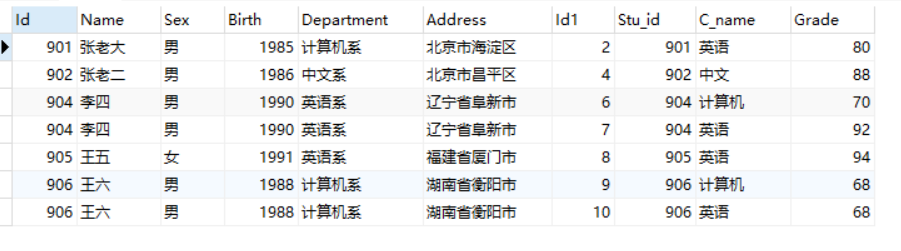 Id Name Sex Birth Department Address Id1 Stu_id C_name Grade
901 张老大 男 1985 计算机系 北京市海淀区 2 901 英语 80
902 张老二 男 1986 中文系 北京市昌平区 4 902 中文 88
904 李四 男 1990 英语系 辽宁省阜新市 6 904 计算机 70
904 李四 男 1990 英语系 辽宁省阜新市 7 904 英语 92
905 王五 女 1991 英语系 福建省厦门市 8 905 英语 94
906 王六 男 1988 计算机系 湖南省衡阳市 9 906 计算机 68
906 王六 男 1988 计算机系 湖南省衡阳市 10 906 英语 68